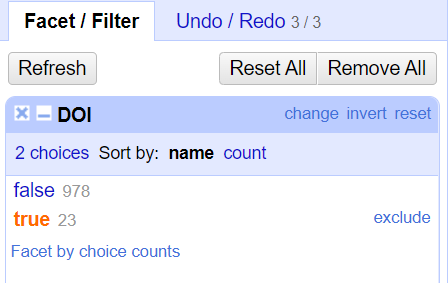 Facet / Filter Undo / Redo 3 / 3
Refresh Reset All Remove All
DOI change invert reset
2 choices Sort by: name count
false 978
true 23 exclude
Facet by choice counts